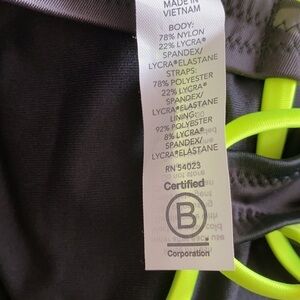 MADE IN
VIETNAM
BODY:
78% NYLON
22% LYCRA®
SPANDEX/
LYCRA®ELASTANE
STRAPS:
78% POLYESTER
22% LYCRA®
SPANDEX/
LYCRA®ELASTANE
LINING:
92% POLYESTER
8% LYCRA®
SPANDEX/
LYCRA®ELASTANE
RN 54023
Certified
B
Corporation